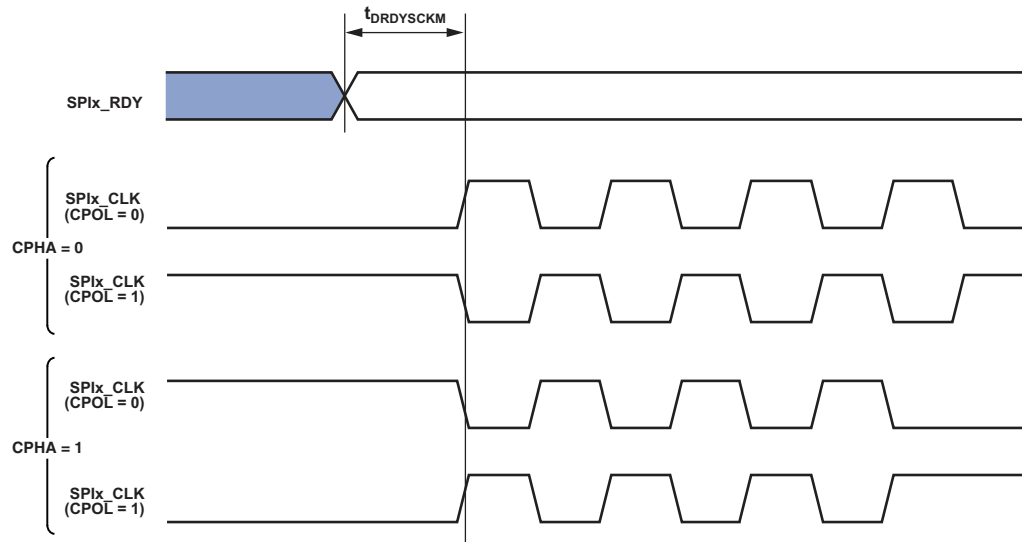 tDRDYSCKM
SPIx_RDY
SPIx_CLK
(CPOL = 0)
CPHA = 0
SPIx_CLK
(CPOL = 1)
SPIx_CLK
(CPOL = 0)
CPHA = 1
SPIx_CLK
(CPOL = 1)